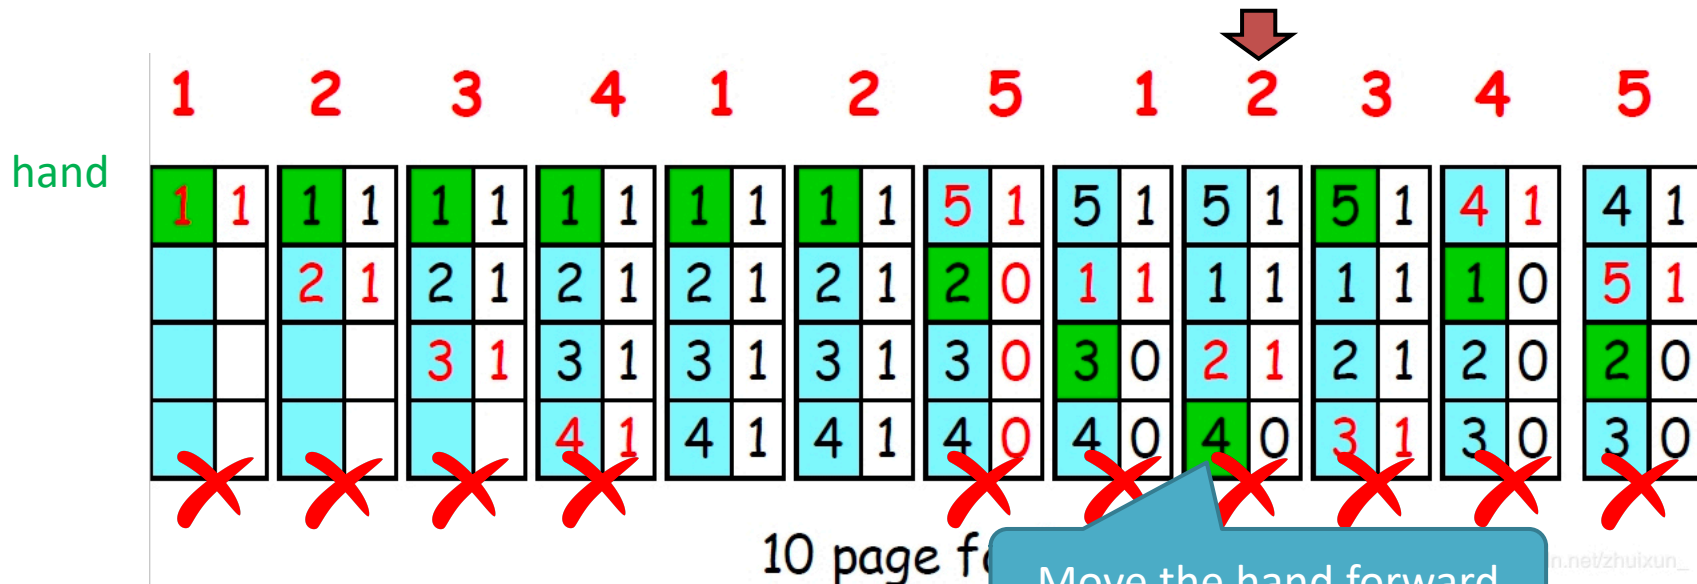 1 2 3 4 1 2 5 1 2 3 4 5
hand
1 1 1 1 1 1 1 1 1 1 1 1 5 1 5 1 5 1 5 1 4 1 4 1
2 1 2 1 2 1 2 1 2 1 2 0 1 1 1 1 1 1 1 0 5 1
3 1 3 1 3 1 3 1 3 0 3 0 2 1 2 1 2 0 2 0
4 1 4 1 4 1 4 0 4 0 4 0 3 1 3 0 3 0
10 page
Move the hand forward
n.net/zhuixun_